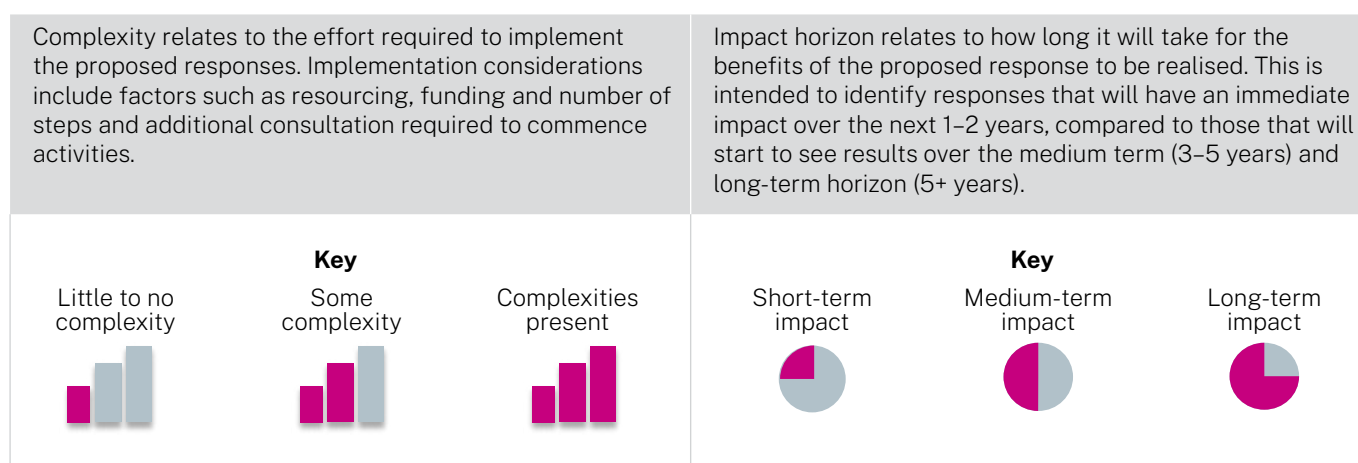 Complexity relates to the effort required to implement
the proposed responses. Implementation considerations
include factors such as resourcing, funding and number of
steps and additional consultation required to commence
activities.
Impact horizon relates to how long it will take for the
benefits of the proposed response to be realised. This is
intended to identify responses that will have an immediate
impact over the next 1–2 years, compared to those that will
start to see results over the medium term (3–5 years) and
long-term horizon (5+ years).
Key
Little to no
complexity
Some
complexity
Complexities
present
Key
Short-term
impact
Medium-term
impact
Long-term
impact